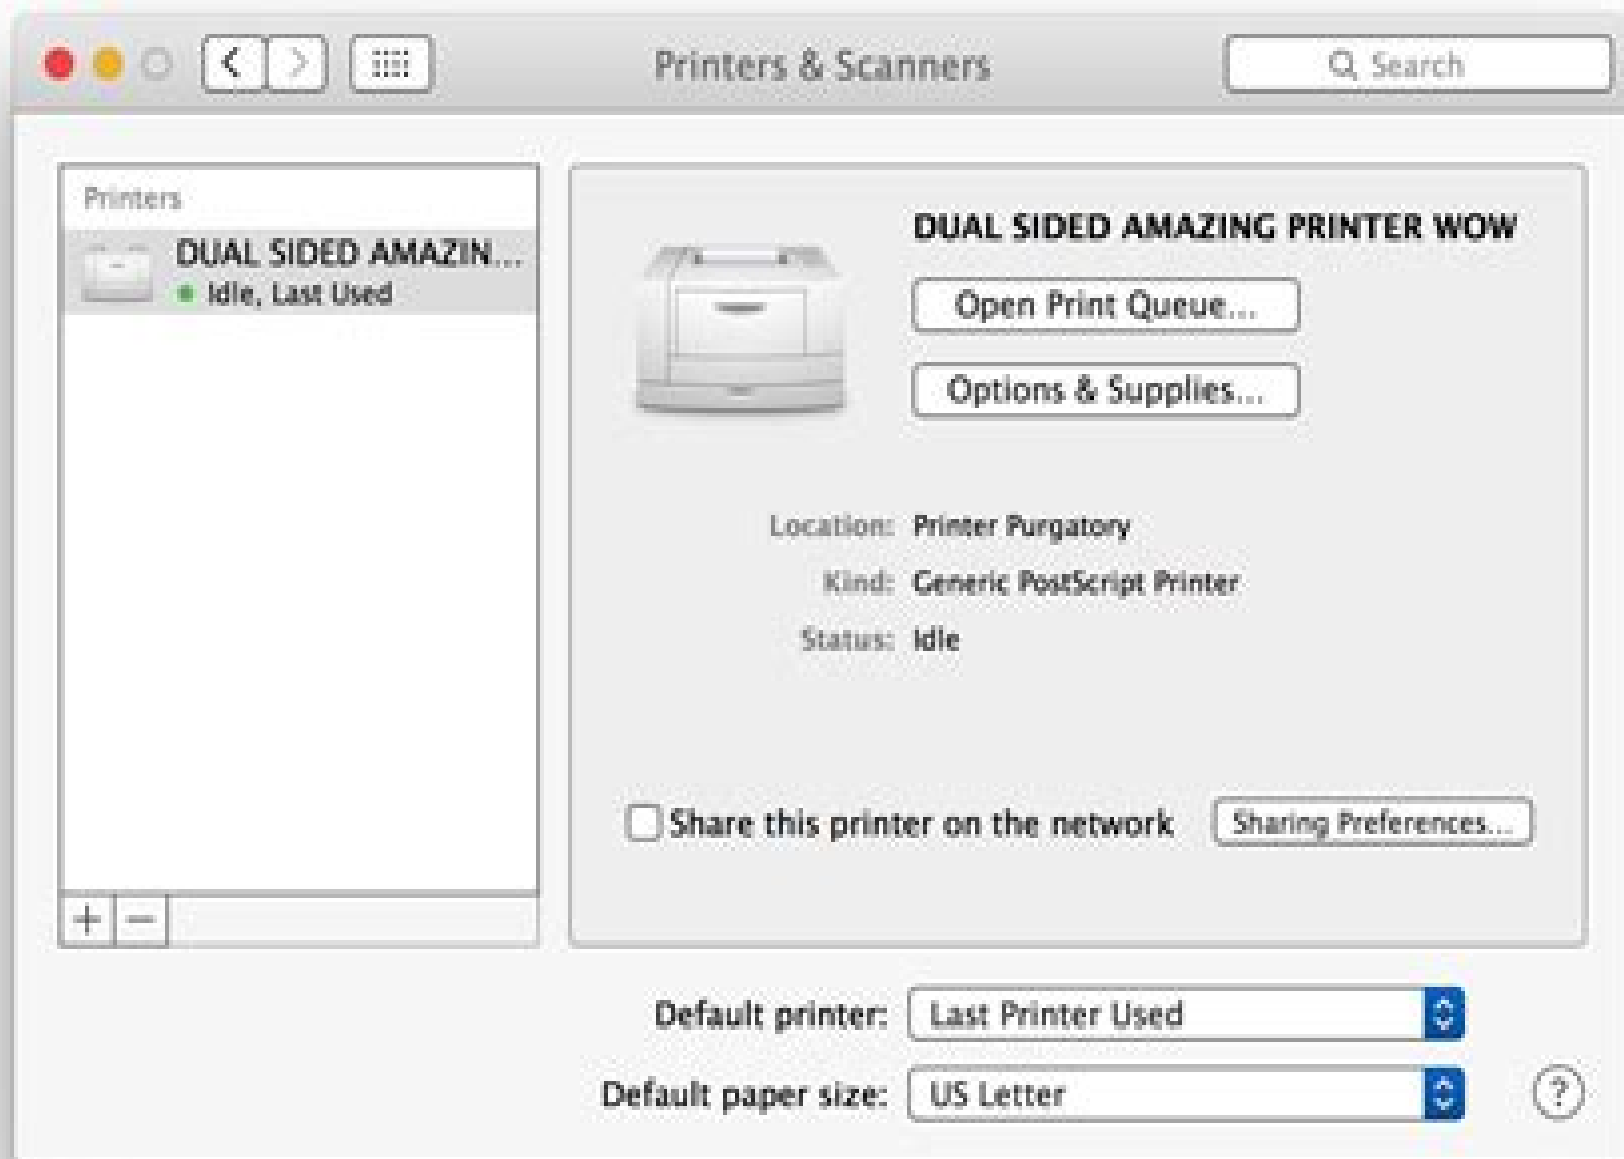 Printers & Scanners
Search
Printers
DUAL SIDED AMAZIN...
Idle, Last Used
DUAL SIDED AMAZING PRINTER WOW
Open Print Queue...
Options & Supplies...
Location: Printer Purgatory
Kind: Generic PostScript Printer
Status: Idle
Share this printer on the network
Sharing Preferences...
+ −
Default printer: Last Printer Used
Default paper size: US Letter
?